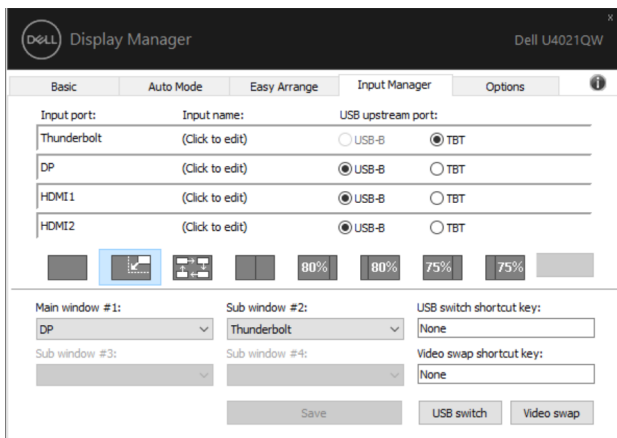 x
DELL Display Manager Dell U4021QW
Basic Auto Mode Easy Arrange Input Manager Options i
Input port: Input name: USB upstream port:
Thunderbolt (Click to edit) USB-B TBT
DP (Click to edit) USB-B TBT
HDMI1 (Click to edit) USB-B TBT
HDMI2 (Click to edit) USB-B TBT
80% 80% 75% 75%
Main window #1: Sub window #2: USB switch shortcut key:
DP Thunderbolt None
Sub window #3: Sub window #4: Video swap shortcut key:
None
Save USB switch Video swap